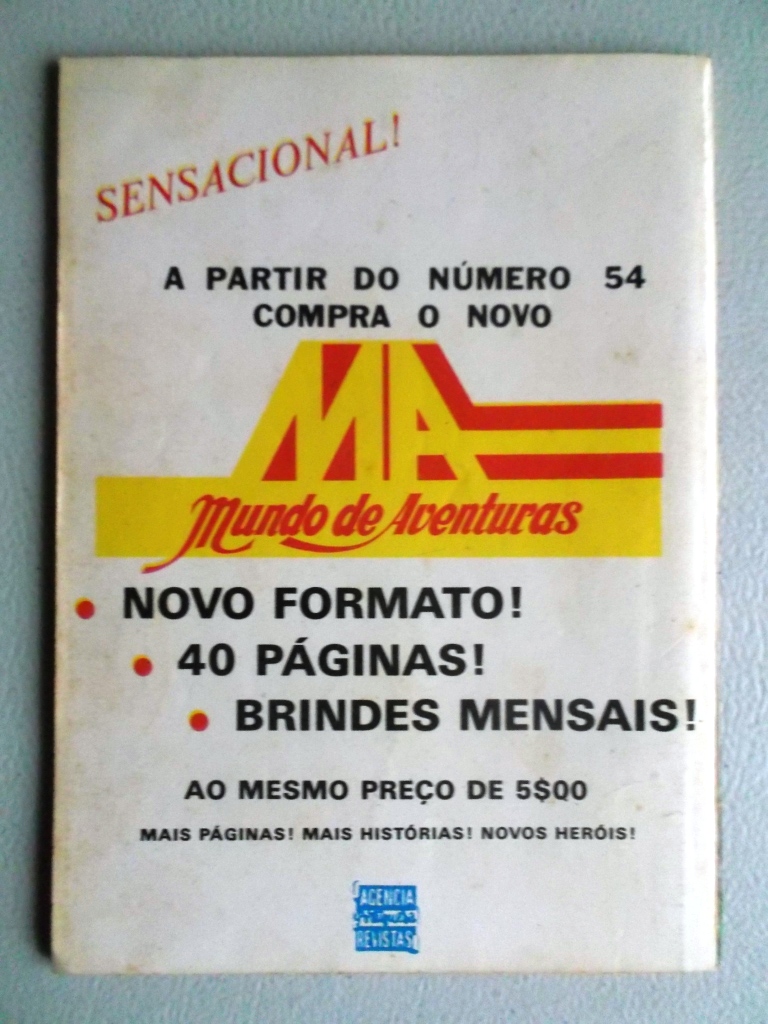 SENSACIONAL!
A PARTIR DO NÚMERO 54
COMPRA O NOVO
MA
Mundo de Aventuras
• NOVO FORMATO!
• 40 PÁGINAS!
• BRINDES MENSAIS!
AO MESMO PREÇO DE 5$00
MAIS PÁGINAS! MAIS HISTÓRIAS! NOVOS HERÓIS!
AGENCIA
REVISTAS